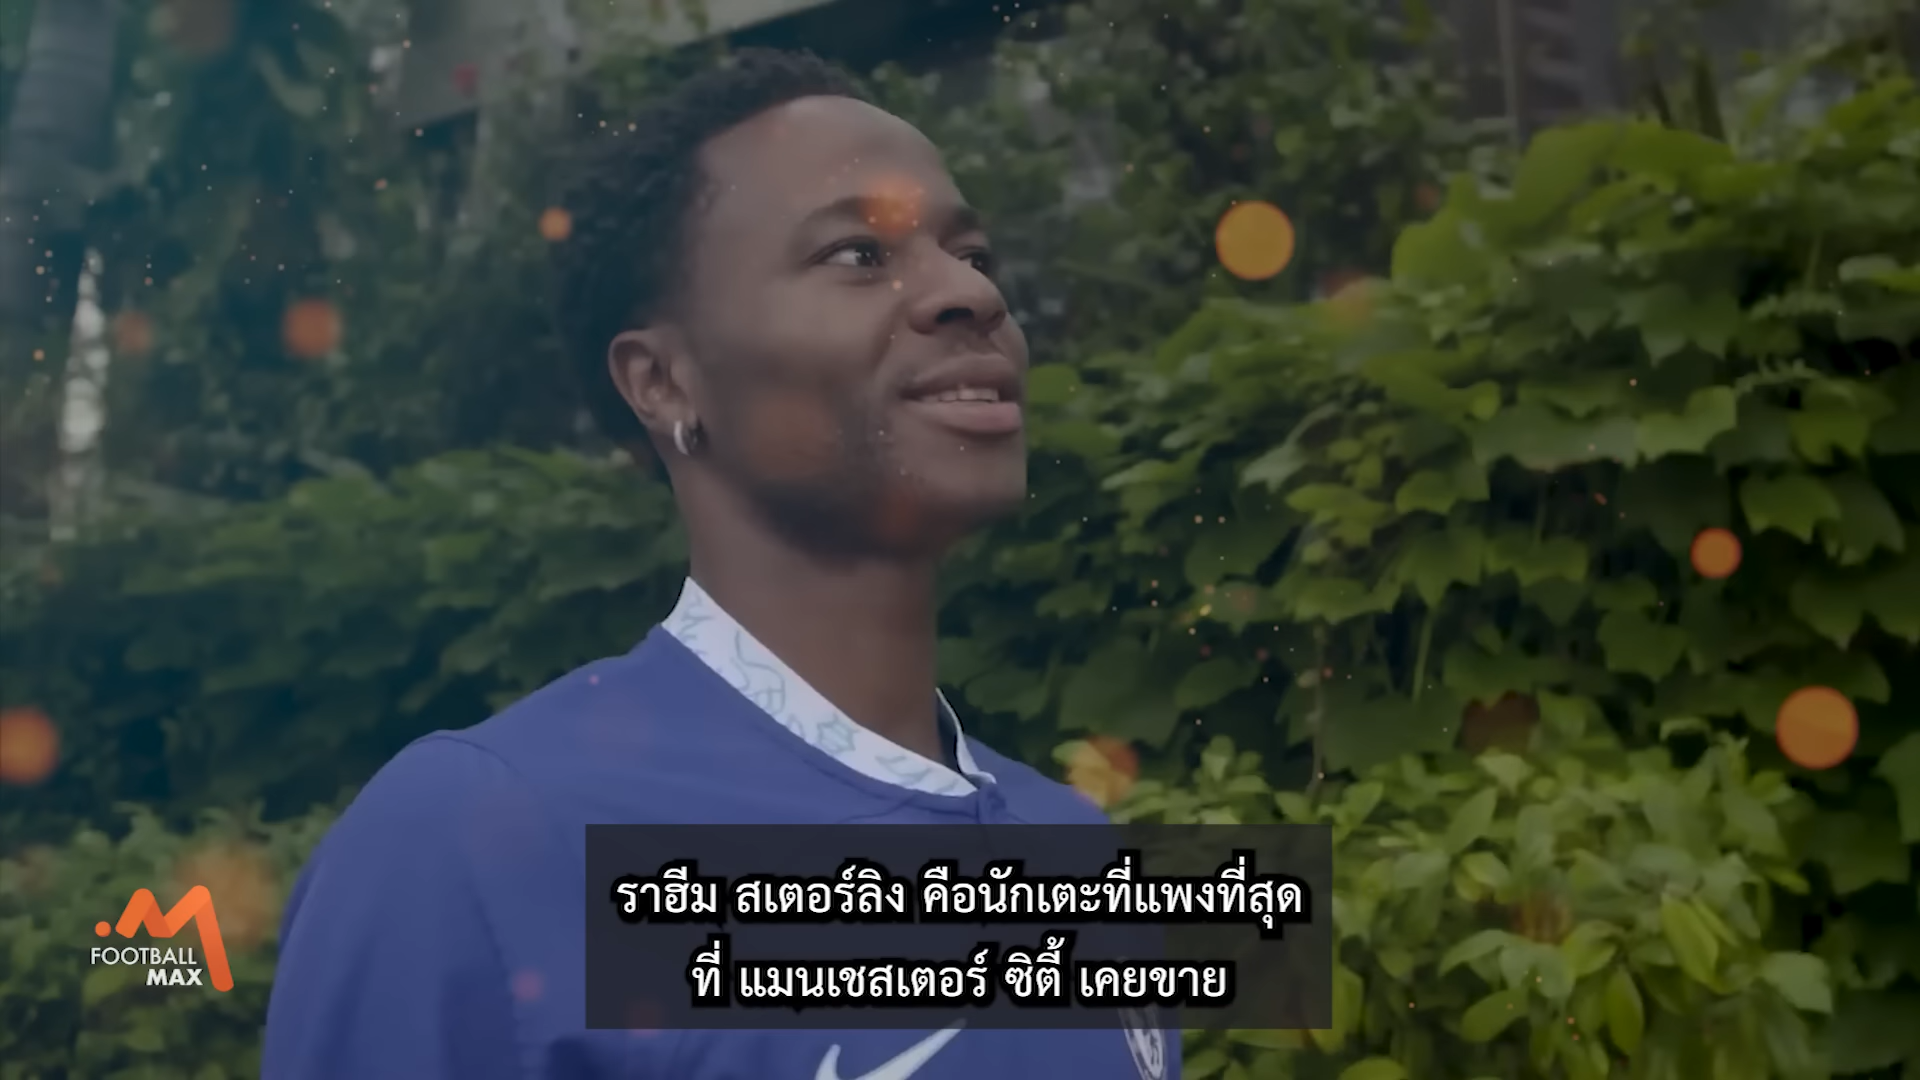 ราฮีม สเตอร์ลิง คือนักเตะที่แพงที่สุด
ที่ แมนเชสเตอร์ ซิตี้ เคยขาย
FOOTBALL
MAX